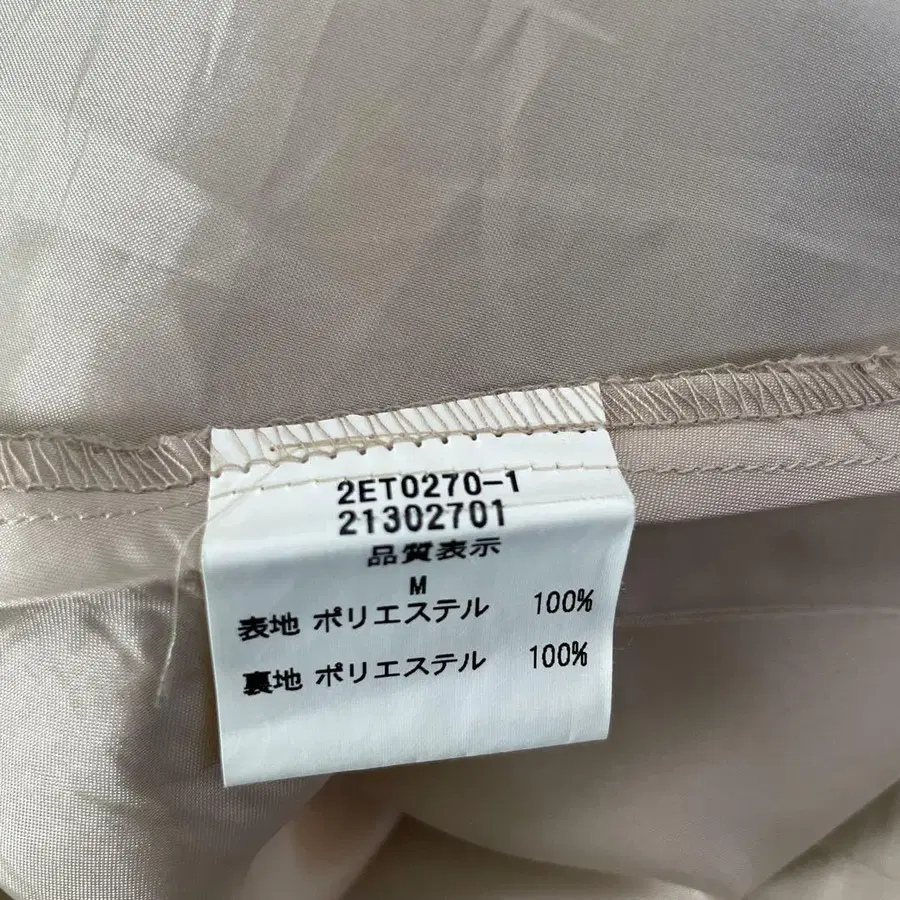 2ET0270-1
21302701
品質表示
M
表地 ポリエステル 100%
裏地 ポリエステル 100%